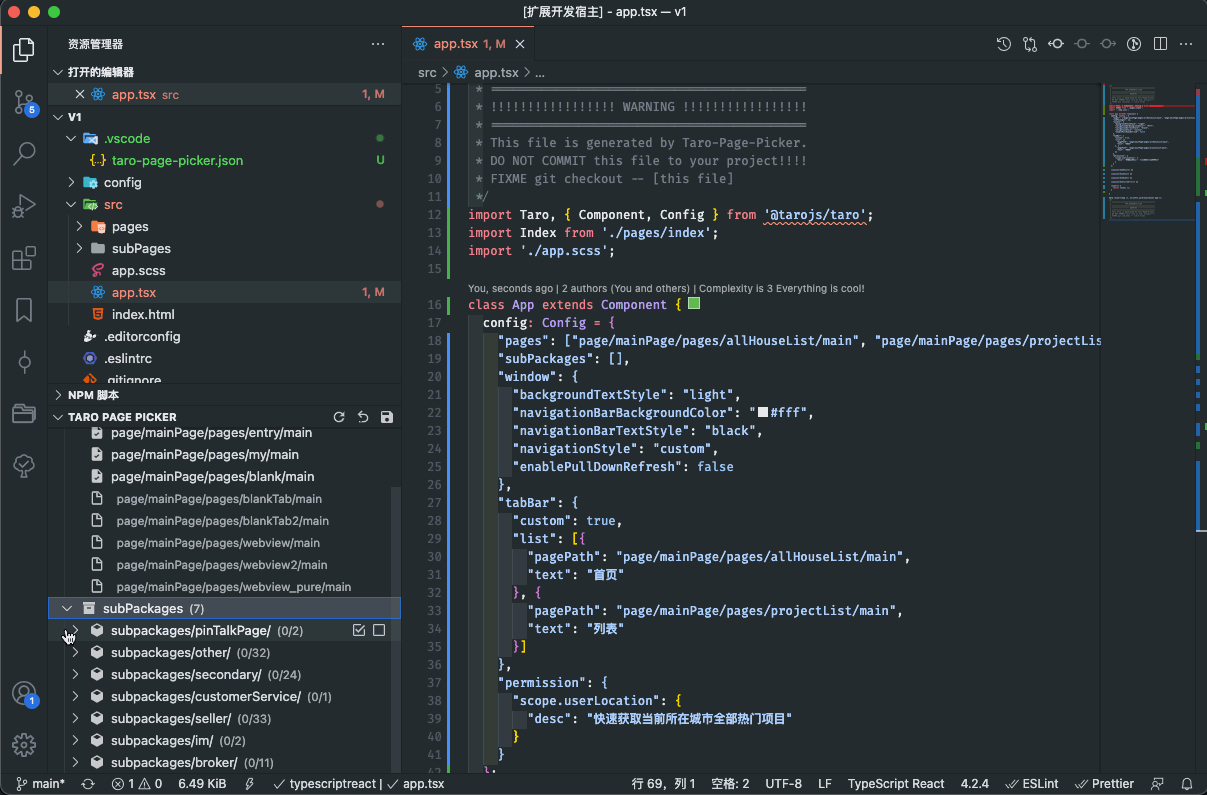 [扩展开发宿主] - app.tsx — v1
资源管理器
打开的编辑器
app.tsx src 1, M
V1
.vscode
taro-page-picker.json U
config
src
pages
subPages
app.scss
app.tsx 1, M
index.html
.editorconfig
.eslintrc
.gitignore
NPM 脚本
TARO PAGE PICKER
page/mainPage/pages/entry/main
page/mainPage/pages/my/main
page/mainPage/pages/blank/main
page/mainPage/pages/blankTab/main
page/mainPage/pages/blankTab2/main
page/mainPage/pages/webview/main
page/mainPage/pages/webview2/main
page/mainPage/pages/webview_pure/main
subPackages (7)
subpackages/pinTalkPage/ (0/2)
subpackages/other/ (0/32)
subpackages/secondary/ (0/24)
subpackages/customerService/ (0/1)
subpackages/seller/ (0/33)
subpackages/im/ (0/2)
subpackages/broker/ (0/11)
5
1
app.tsx 1, M
src > app.tsx > ...
5 * ===========================================
6 * !!!!!!!!!!!!!!!!! WARNING !!!!!!!!!!!!!!!!!
7 * ===========================================
8 * This file is generated by Taro-Page-Picker.
9 * DO NOT COMMIT this file to your project!!!!
10 * FIXME git checkout -- [this file]
11 */
12 import Taro, { Component, Config } from '@tarojs/taro';
13 import Index from './pages/index';
14 import './app.scss';
15
You, seconds ago | 2 authors (You and others) | Complexity is 3 Everything is cool!
16 class App extends Component {
17 config: Config = {
18 "pages": ["page/mainPage/pages/allHouseList/main", "page/mainPage/pages/projectLis
19 "subPackages": [],
20 "window": {
21 "backgroundTextStyle": "light",
22 "navigationBarBackgroundColor": "#fff",
23 "navigationBarTextStyle": "black",
24 "navigationStyle": "custom",
25 "enablePullDownRefresh": false
26 },
27 "tabBar": {
28 "custom": true,
29 "list": [{
30 "pagePath": "page/mainPage/pages/allHouseList/main",
31 "text": "首页"
32 }, {
33 "pagePath": "page/mainPage/pages/projectList/main",
34 "text": "列表"
35 }]
36 },
37 "permission": {
38 "scope.userLocation": {
39 "desc": "快速获取当前所在城市全部热门项目"
40 }
41 }
42 };
main* 1 0 6.49 KiB typescriptreact | app.tsx 行 69，列 1 空格: 2 UTF-8 LF TypeScript React 4.2.4 ESLint Prettier